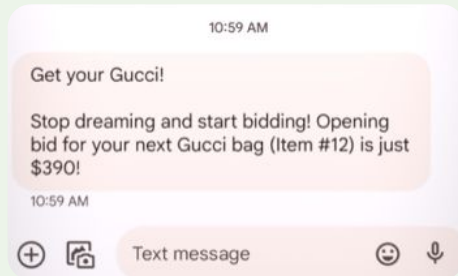 10:59 AM
Get your Gucci!
Stop dreaming and start bidding! Opening
bid for your next Gucci bag (Item #12) is just
$390!
10:59 AM
Text message